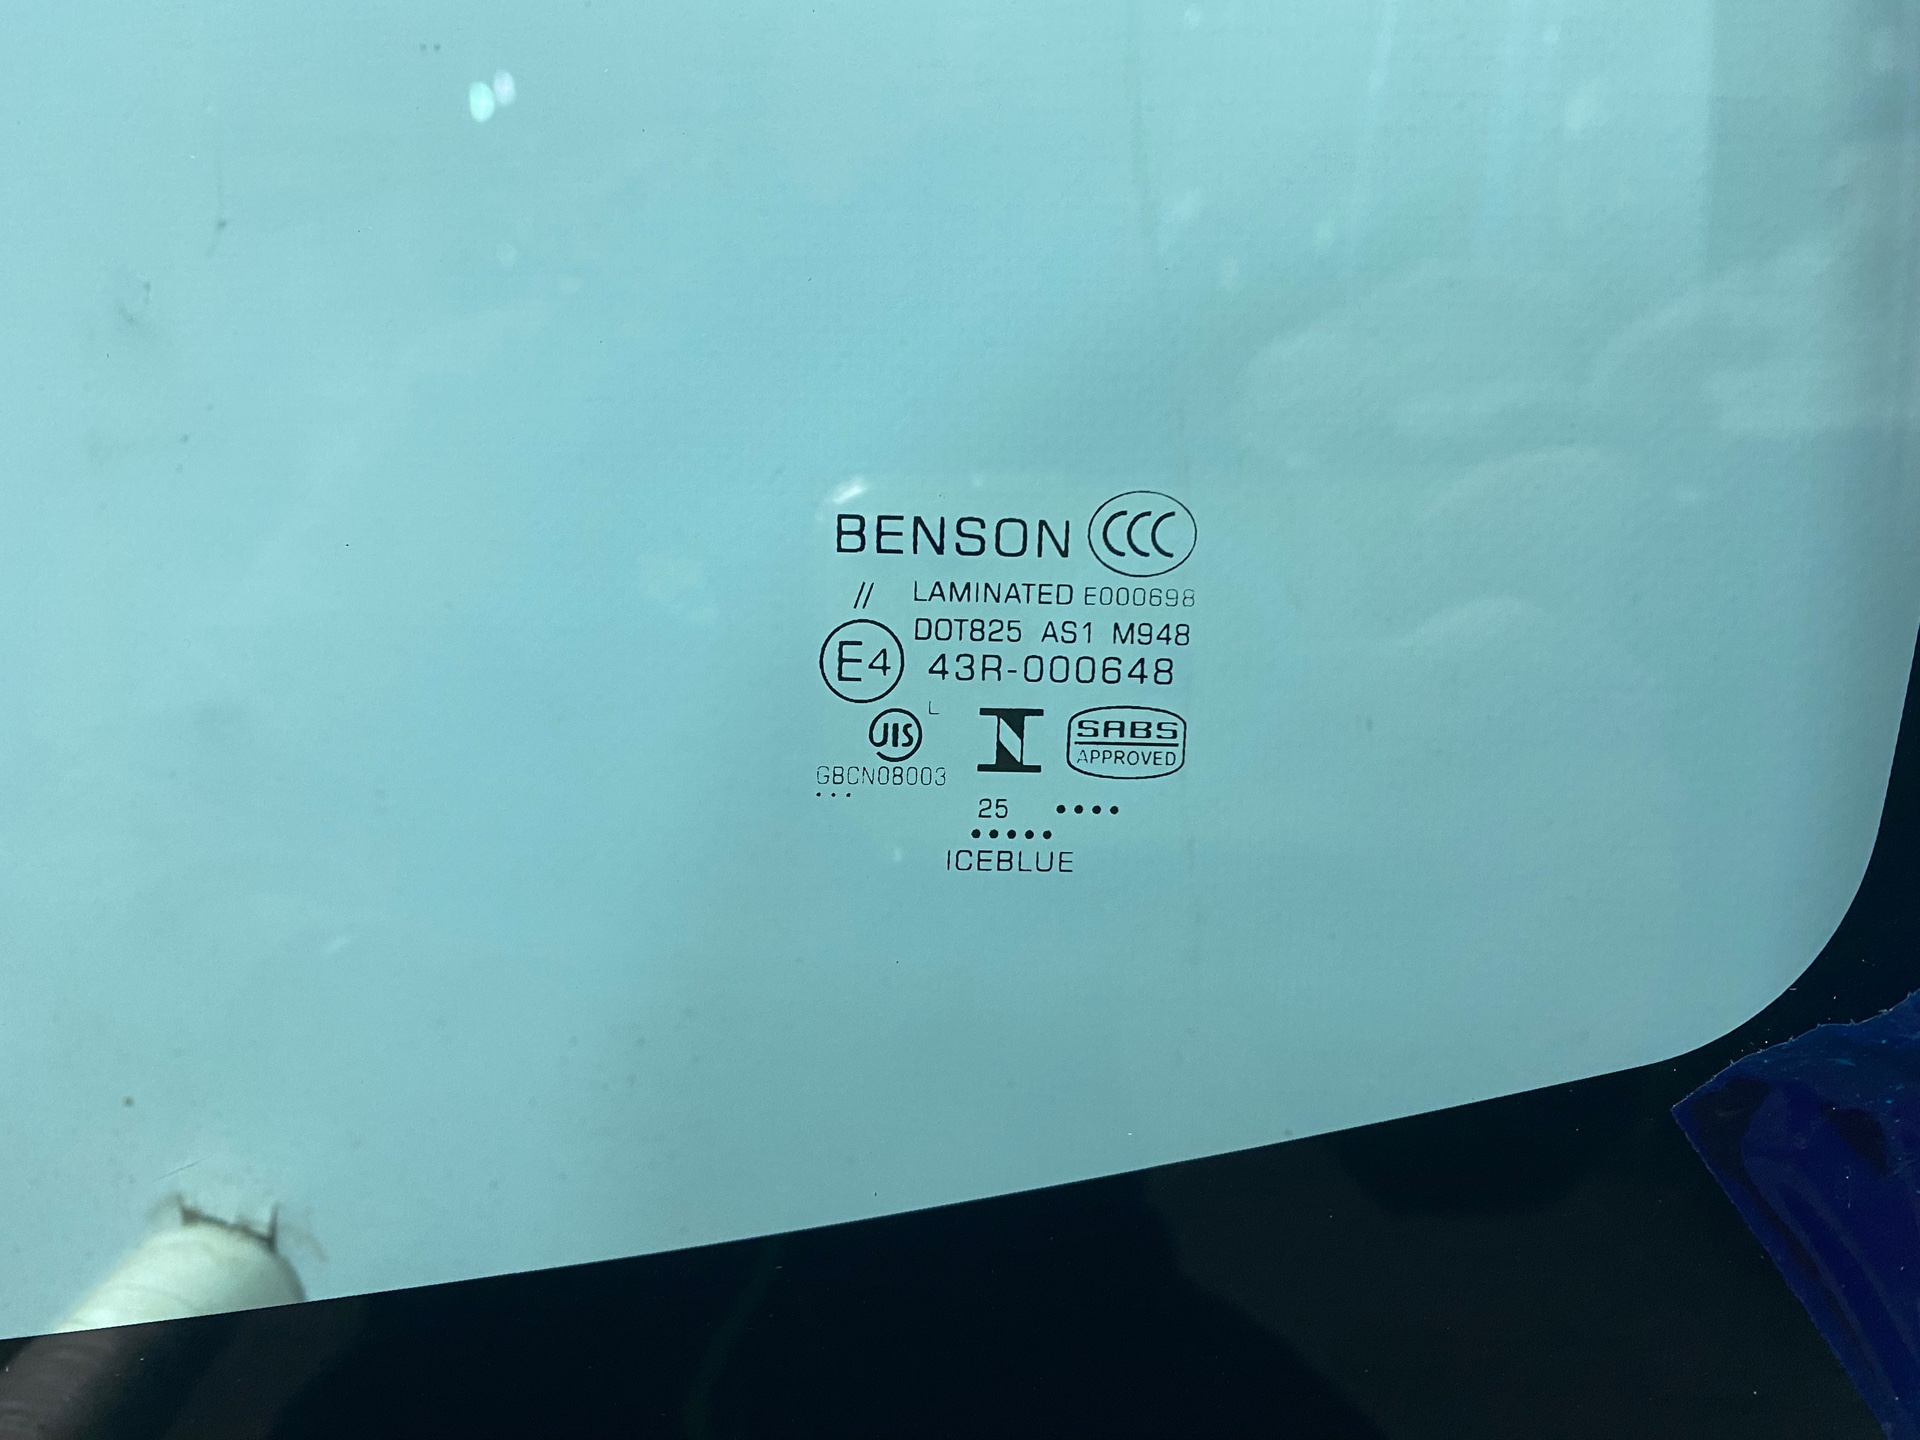 BENSON CCC
// LAMINATED E000698
DOT825 AS1 M948
E4 43R-000648
L
JIS N SABS
APPROVED
GBCN08003
...
25 ••••
•••••
ICEBLUE